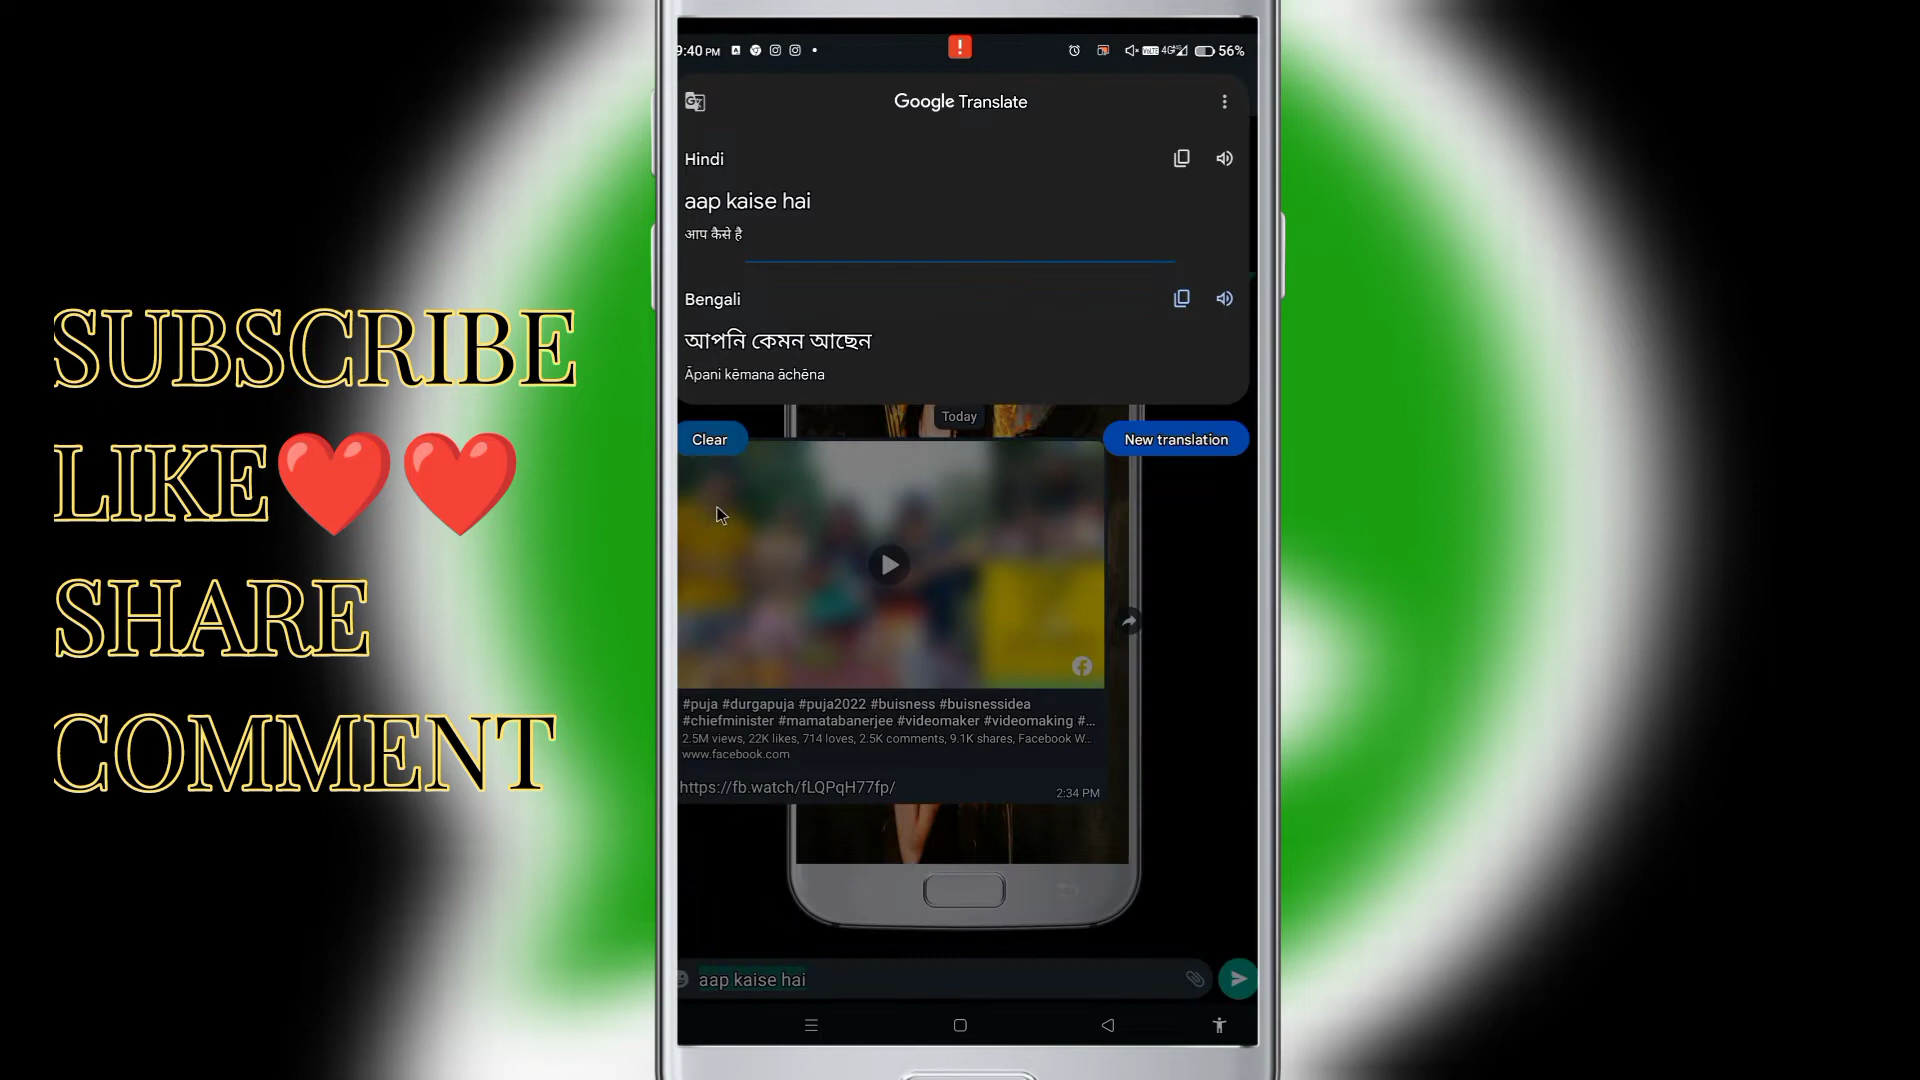 SUBSCRIBE
LIKE❤️❤️
SHARE
COMMENT
9:40 PM
56%
Google Translate
Hindi
aap kaise hai
आप कैसे है
Bengali
আপনি কেমন আছেন
Āpani kēmana āchēna
Today
Clear
New translation
#puja #durgapuja #puja2022 #buisness #buisnessidea
#chiefminister #mamatabanerjee #videomaker #videomaking #...
2.5M views, 22K likes, 714 loves, 2.5K comments, 9.1K shares, Facebook W...
www.facebook.com
https://fb.watch/fLQPqH77fp/
2:34 PM
aap kaise hai